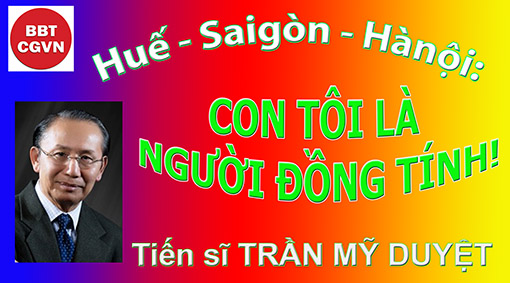 BBT
CGVN
Huế - Saigòn - Hànội:
CON TÔI LÀ
NGƯỜI ĐỒNG TÍNH!
Tiến sĩ TRẦN MỸ DUYỆT